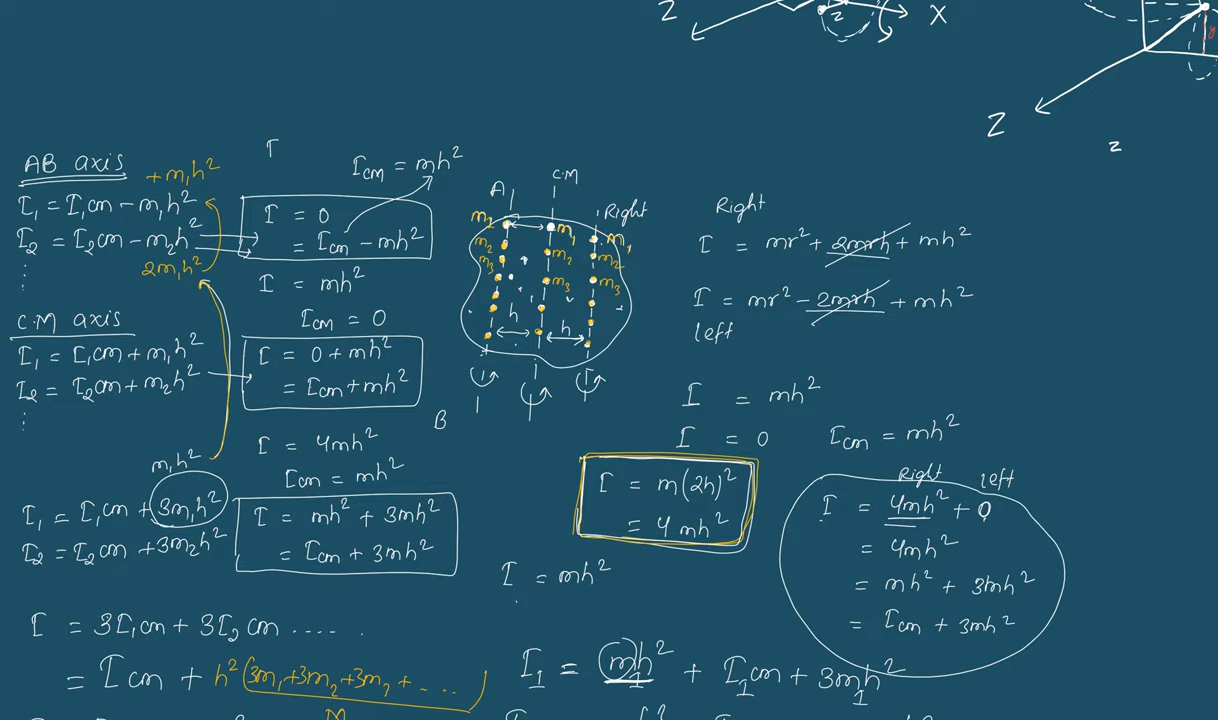 Z
X
y
Z
z
z
I
AB axis
+m₁h²
I₁ = I₁cm − m₁h²
I₂ = I₂cm − m₂h²
2m₁h²
⋮
Icm = mh²
I = 0
= Icm − mh²
I = mh²
C.M axis
I₁ = I₁cm + m₁h²
I₂ = I₂cm + m₂h²
⋮
Icm = 0
I = 0 + mh²
= Icm + mh²
m₁h²
I₁ = I₁cm + 3m₁h²
I₂ = I₂cm + 3m₂h²
I = 4mh²
Icm = mh²
I = mh² + 3mh²
= Icm + 3mh²
I = 3I₁cm + 3I₂cm .....
= Icm + h²(3m₁+3m₂+3m₃ + ....)
M
A
C.M
Right
m₁ m₁
m₂ m₂ m₂
m₃ m₃ m₃
h h
B
Right
I = mr² + 2mrh + mh²
I = mr² − 2mrh + mh²
left
I = mh²
I = 0
Icm = mh²
I = m(2h)²
= 4mh²
I = mh²
Right left
I = 4mh² + 0
= 4mh²
= mh² + 3mh²
= Icm + 3mh²
I₁ = m₁h² + I₁cm + 3m₁h²